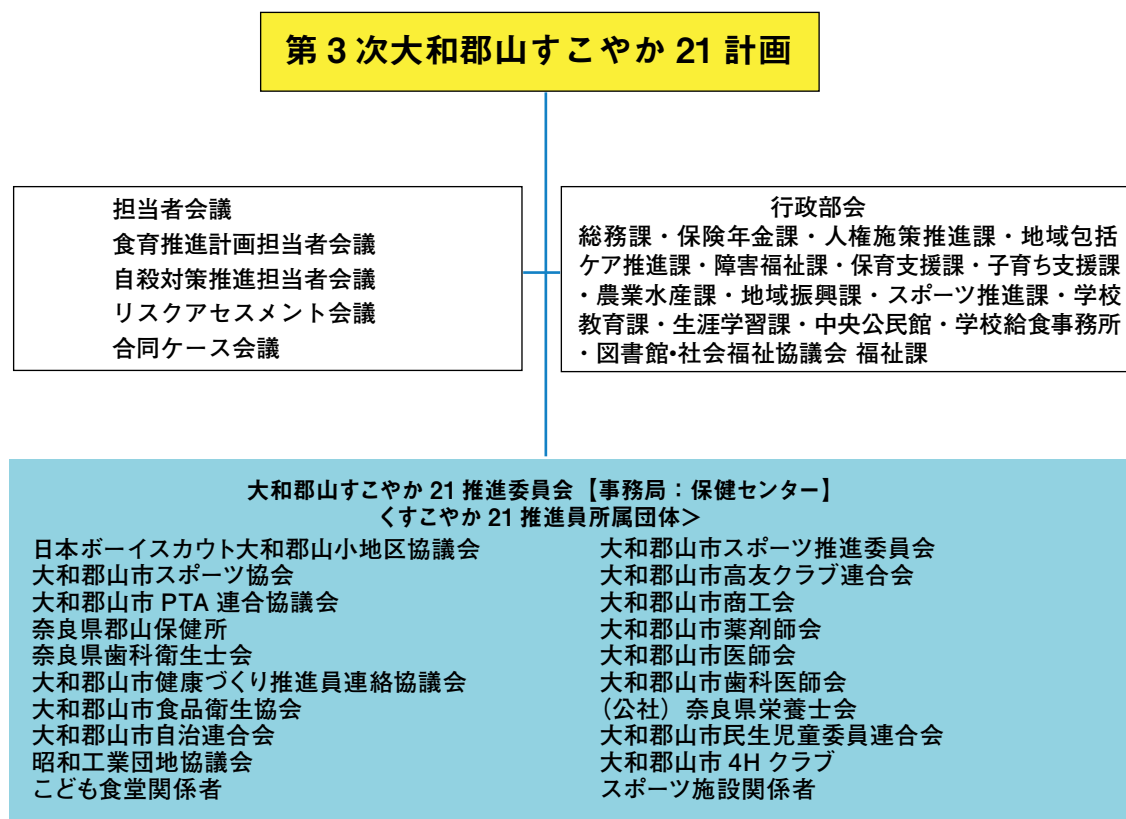 第3次大和郡山すこやか21計画
担当者会議
食育推進計画担当者会議
自殺対策推進担当者会議
リスクアセスメント会議
合同ケース会議
行政部会
総務課・保険年金課・人権施策推進課・地域包括
ケア推進課・障害福祉課・保育支援課・子育ち支援課
・農業水産課・地域振興課・スポーツ推進課・学校
教育課・生涯学習課・中央公民館・学校給食事務所
・図書館・社会福祉協議会 福祉課
大和郡山すこやか21推進委員会【事務局：保健センター】
<すこやか21推進員所属団体>
日本ボーイスカウト大和郡山小地区協議会
大和郡山市スポーツ協会
大和郡山市PTA連合協議会
奈良県郡山保健所
奈良県歯科衛生士会
大和郡山市健康づくり推進員連絡協議会
大和郡山市食品衛生協会
大和郡山市自治連合会
昭和工業団地協議会
こども食堂関係者
大和郡山市スポーツ推進委員会
大和郡山市高友クラブ連合会
大和郡山市商工会
大和郡山市薬剤師会
大和郡山市医師会
大和郡山市歯科医師会
（公社）奈良県栄養士会
大和郡山市民生児童委員連合会
大和郡山市4Hクラブ
スポーツ施設関係者